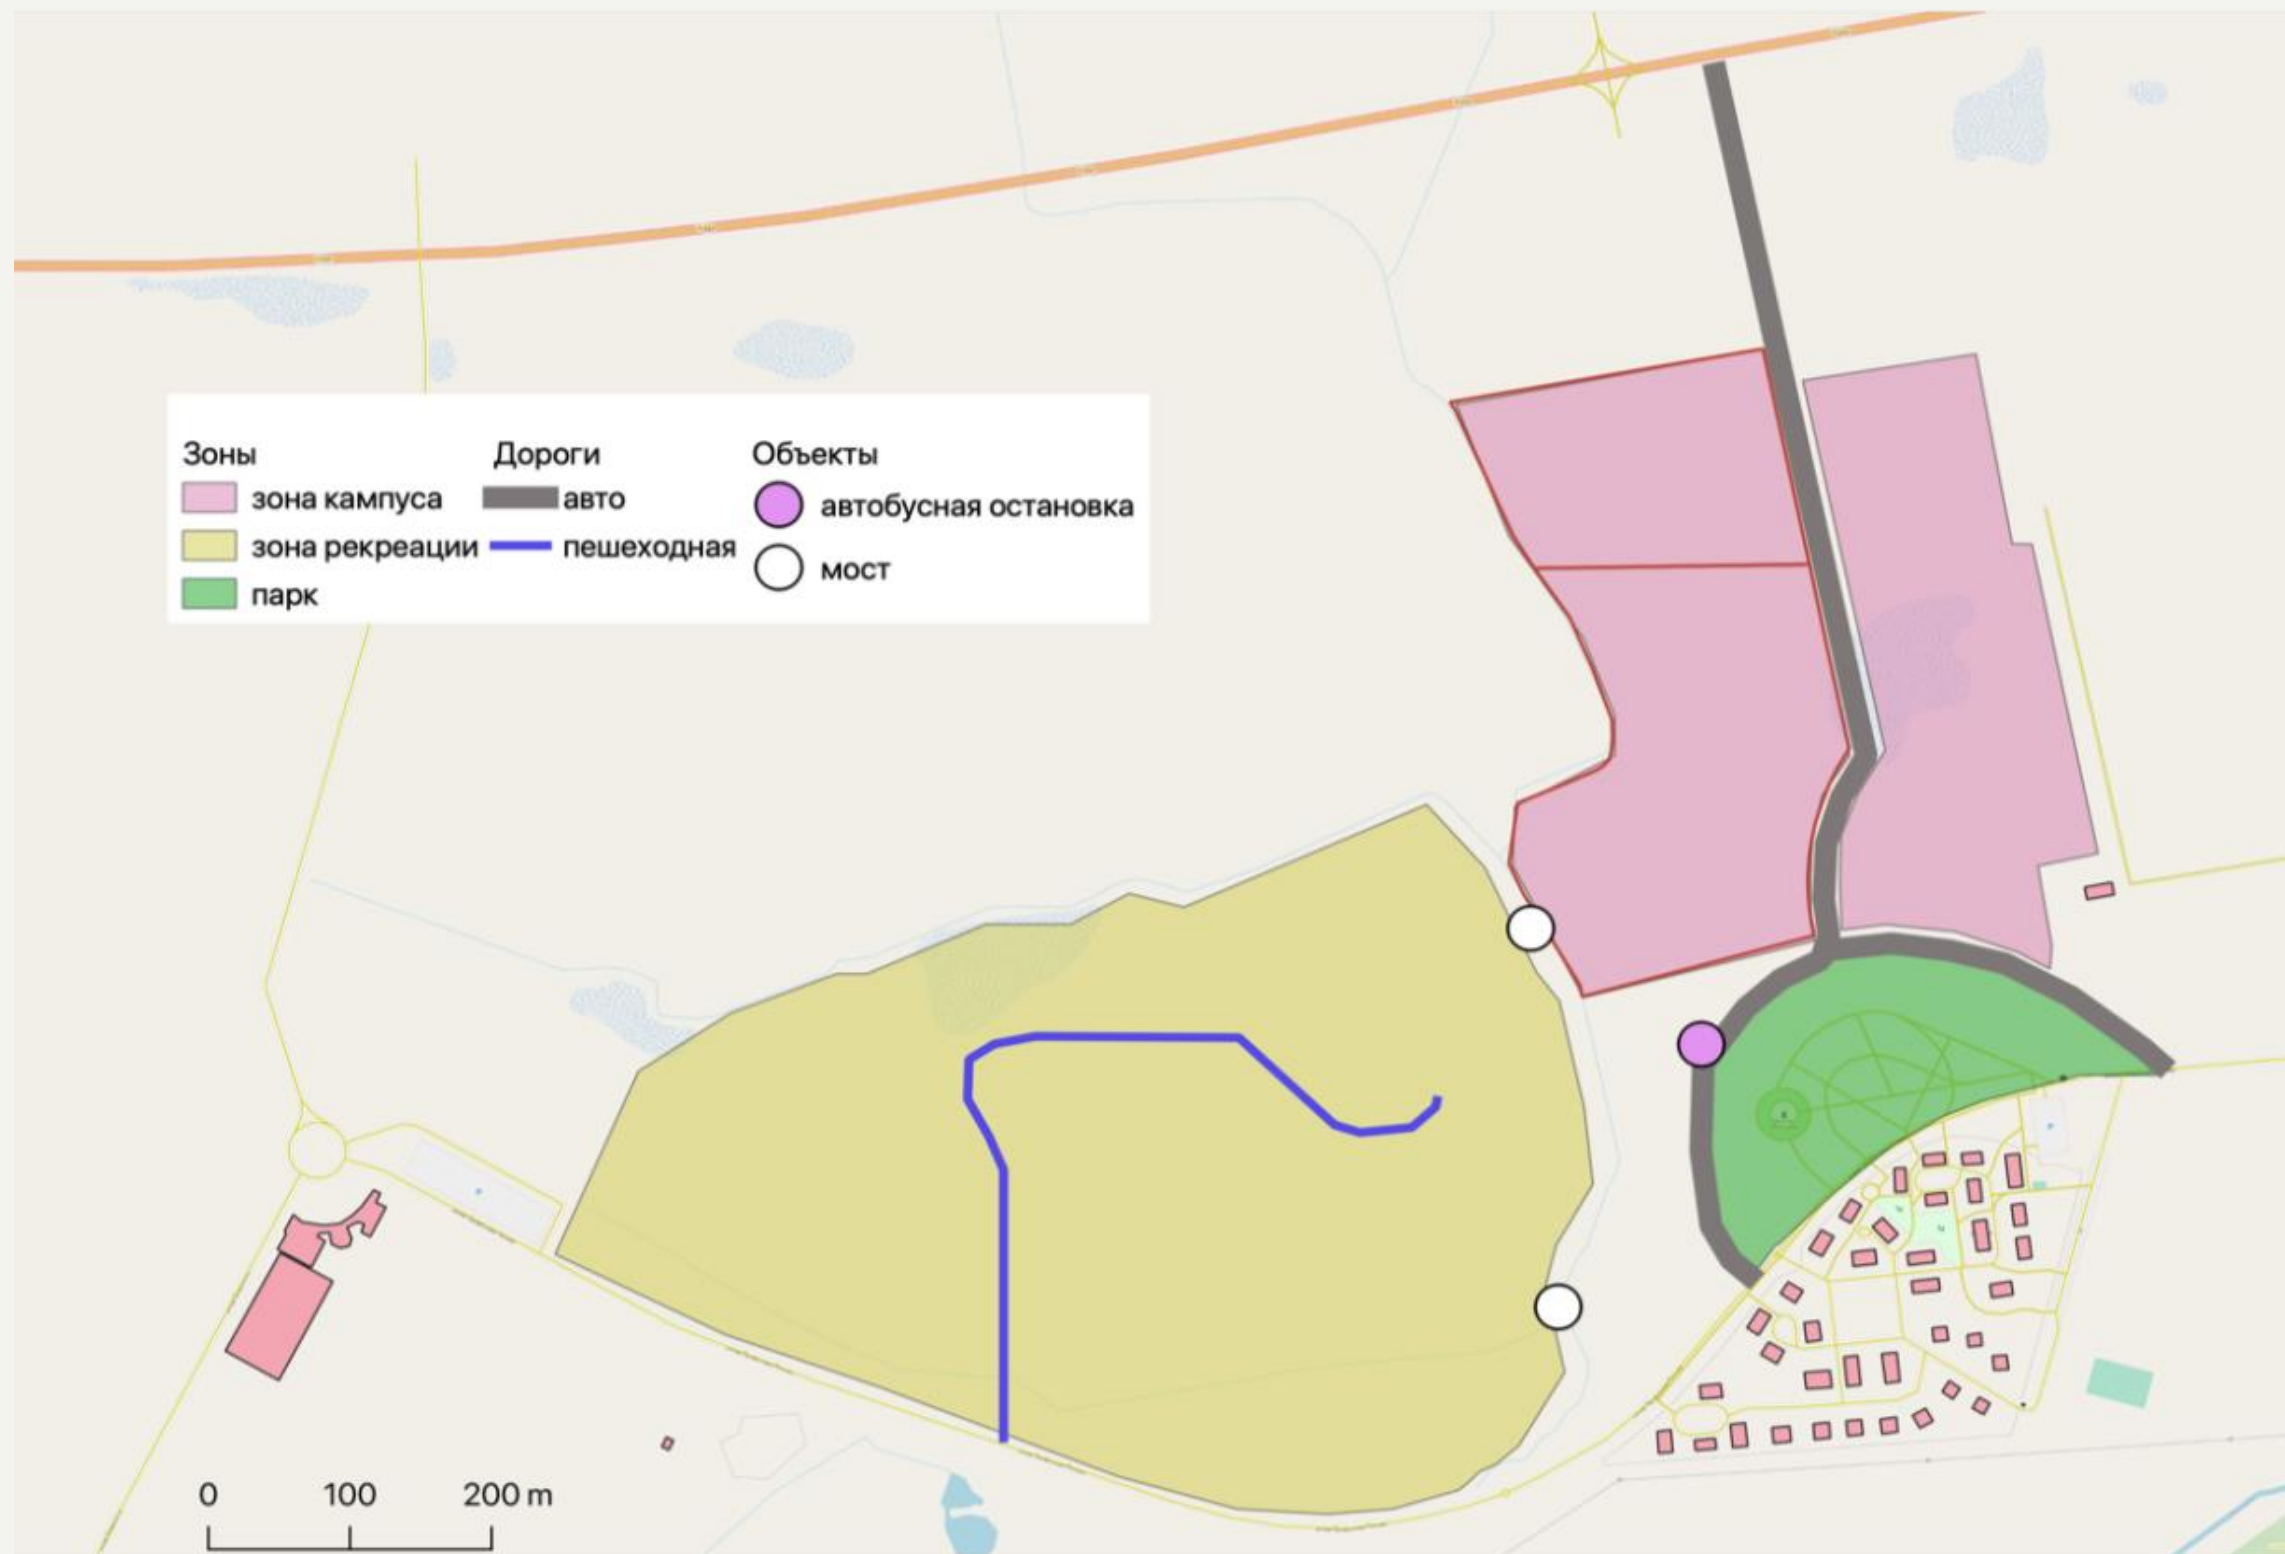 Зоны
зона кампуса
зона рекреации
парк
Дороги
авто
пешеходная
Объекты
автобусная остановка
мост
0 100 200 m